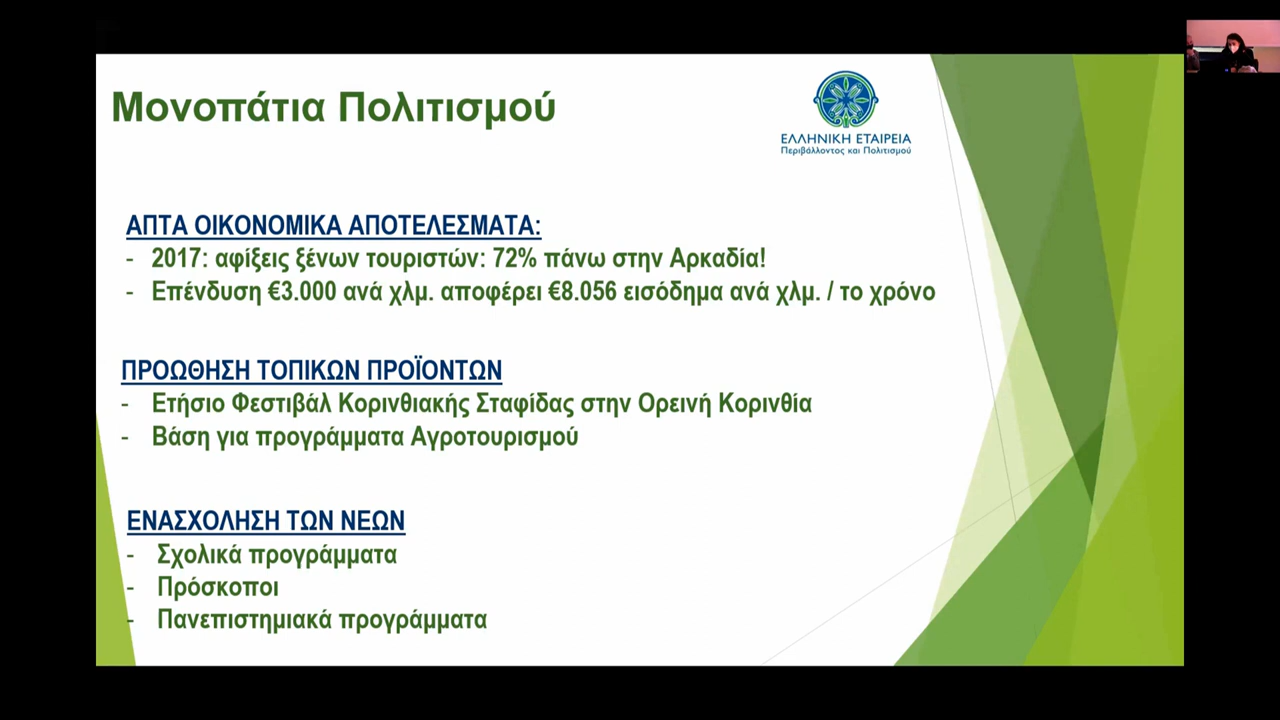 Μονοπάτια Πολιτισμού
ΕΛΛΗΝΙΚΗ ΕΤΑΙΡΕΙΑ
Περιβάλλοντος και Πολιτισμού
ΑΠΤΑ ΟΙΚΟΝΟΜΙΚΑ ΑΠΟΤΕΛΕΣΜΑΤΑ:
- 2017: αφίξεις ξένων τουριστών: 72% πάνω στην Αρκαδία!
- Επένδυση €3.000 ανά χλμ. αποφέρει €8.056 εισόδημα ανά χλμ. / το χρόνο
ΠΡΟΩΘΗΣΗ ΤΟΠΙΚΩΝ ΠΡΟΪΟΝΤΩΝ
- Ετήσιο Φεστιβάλ Κορινθιακής Σταφίδας στην Ορεινή Κορινθία
- Βάση για προγράμματα Αγροτουρισμού
ΕΝΑΣΧΟΛΗΣΗ ΤΩΝ ΝΕΩΝ
- Σχολικά προγράμματα
- Πρόσκοποι
- Πανεπιστημιακά προγράμματα